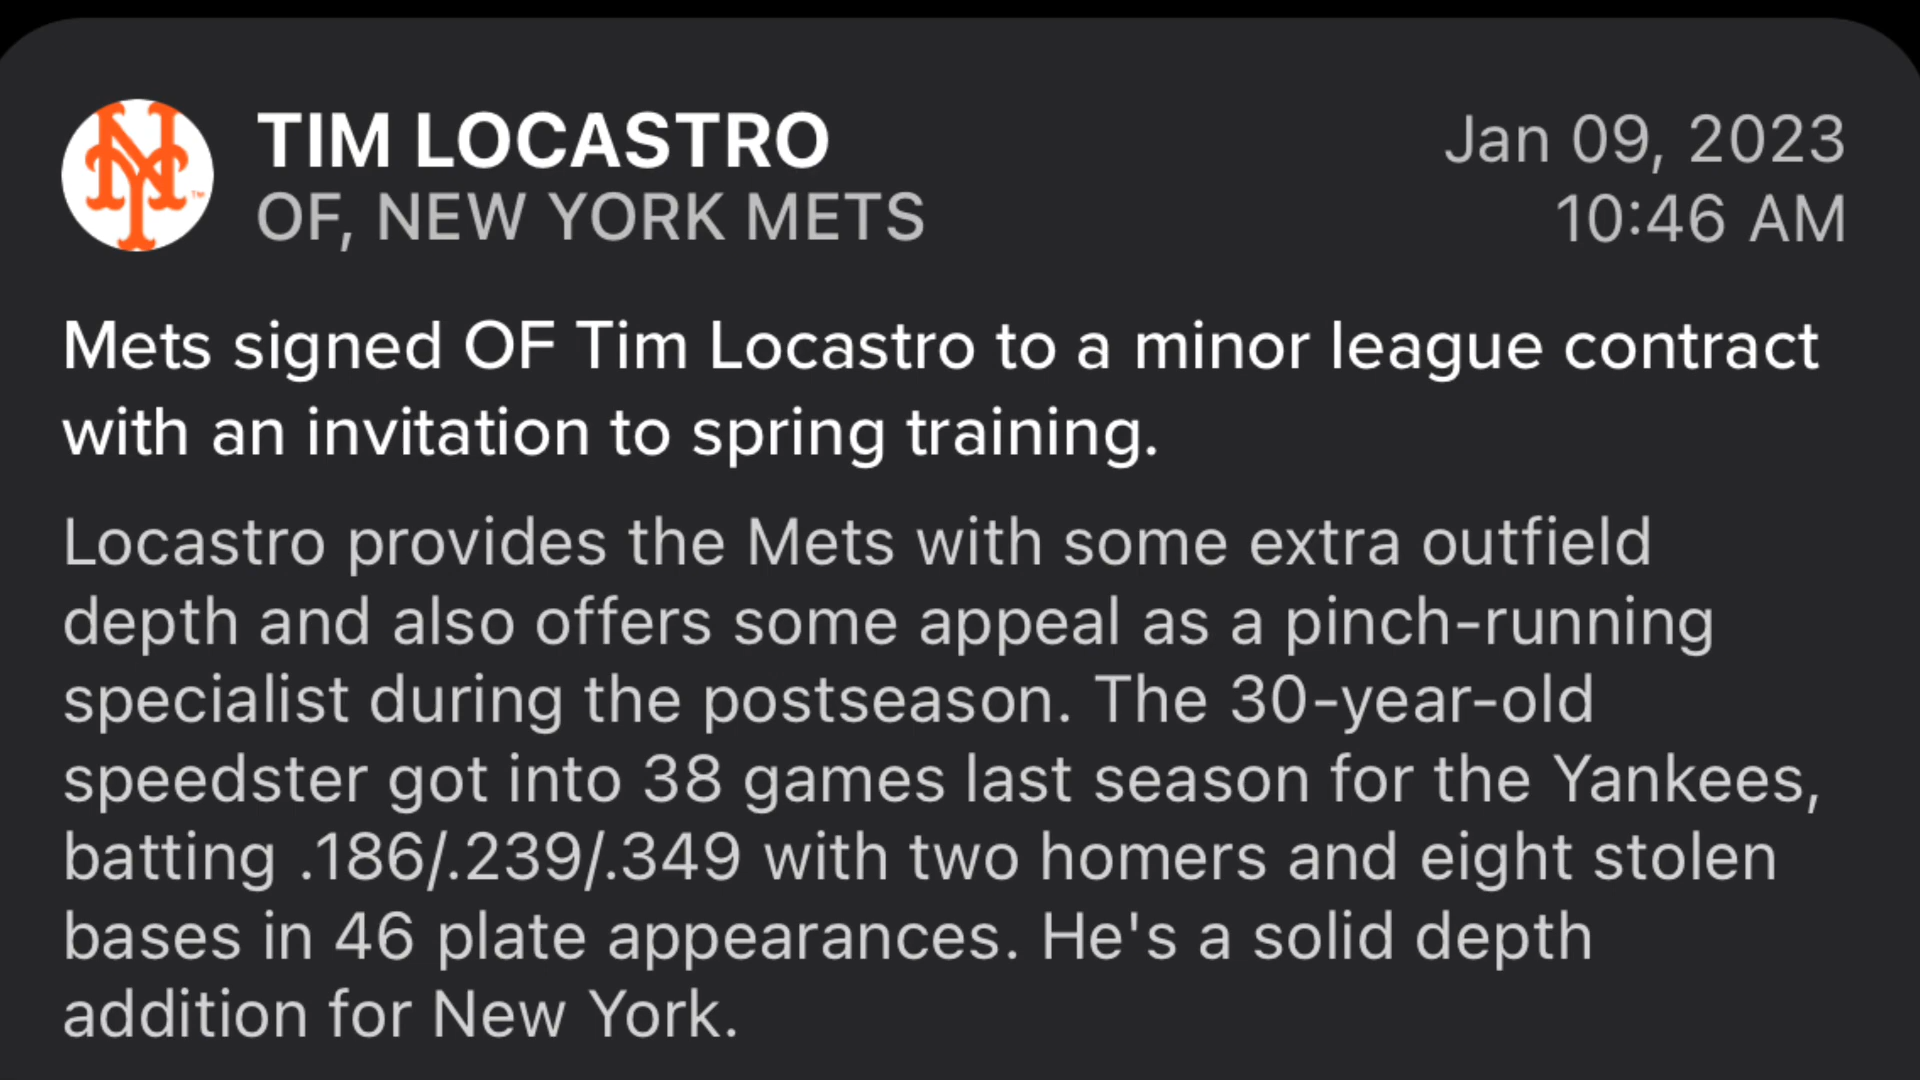 NY
™
TIM LOCASTRO
OF, NEW YORK METS
Jan 09, 2023
10:46 AM
Mets signed OF Tim Locastro to a minor league contract
with an invitation to spring training.
Locastro provides the Mets with some extra outfield
depth and also offers some appeal as a pinch-running
specialist during the postseason. The 30-year-old
speedster got into 38 games last season for the Yankees,
batting .186/.239/.349 with two homers and eight stolen
bases in 46 plate appearances. He's a solid depth
addition for New York.